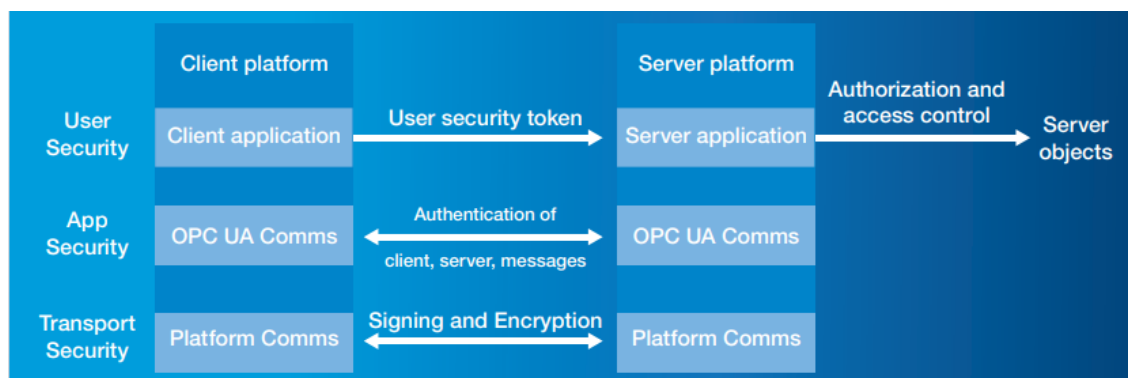 Client platform
Server platform
User
Security
Client application
User security token
Server application
Authorization and
access control
Server
objects
App
Security
OPC UA Comms
Authentication of
client, server, messages
OPC UA Comms
Transport
Security
Platform Comms
Signing and Encryption
Platform Comms